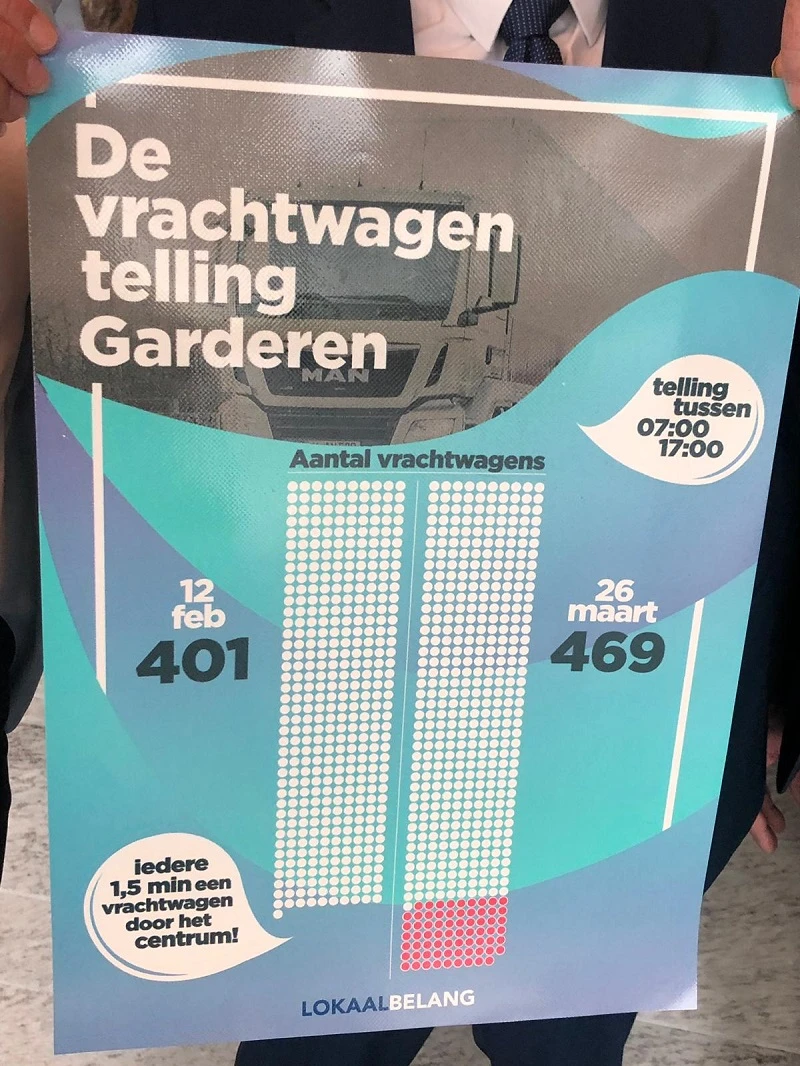 De
vrachtwagen
telling
Garderen
MAN
telling
tussen
07:00
17:00
Aantal vrachtwagens
12
feb
401
26
maart
469
iedere
1,5 min een
vrachtwagen
door het
centrum!
LOKAALBELANG